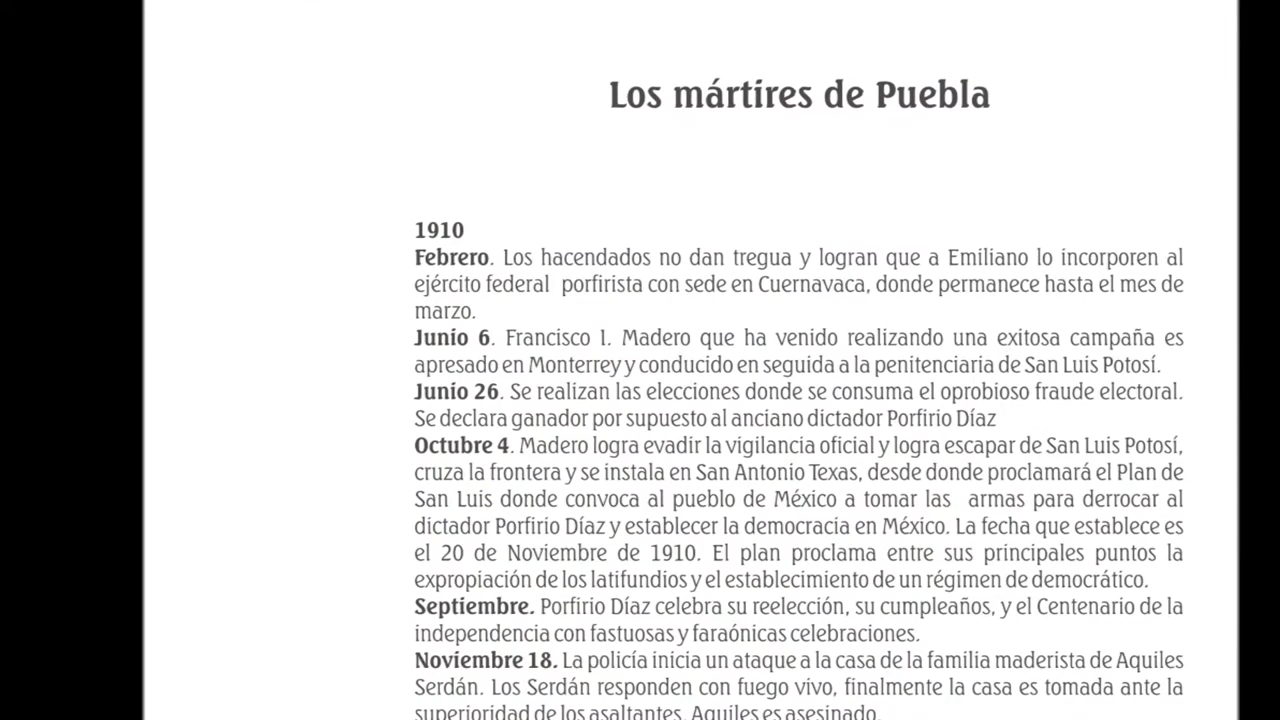 Los mártires de Puebla
1910
Febrero. Los hacendados no dan tregua y logran que a Emiliano lo incorporen al
ejército federal porfirista con sede en Cuernavaca, donde permanece hasta el mes de
marzo.
Junio 6. Francisco I. Madero que ha venido realizando una exitosa campaña es
apresado en Monterrey y conducido en seguida a la penitenciaria de San Luis Potosí.
Junio 26. Se realizan las elecciones donde se consuma el oprobioso fraude electoral.
Se declara ganador por supuesto al anciano dictador Porfirio Díaz
Octubre 4. Madero logra evadir la vigilancia oficial y logra escapar de San Luis Potosí,
cruza la frontera y se instala en San Antonio Texas, desde donde proclamará el Plan de
San Luis donde convoca al pueblo de México a tomar las armas para derrocar al
dictador Porfirio Díaz y establecer la democracia en México. La fecha que establece es
el 20 de Noviembre de 1910. El plan proclama entre sus principales puntos la
expropiación de los latifundios y el establecimiento de un régimen de democrático.
Septiembre. Porfirio Díaz celebra su reelección, su cumpleaños, y el Centenario de la
independencia con fastuosas y faraónicas celebraciones.
Noviembre 18. La policía inicia un ataque a la casa de la familia maderista de Aquiles
Serdán. Los Serdán responden con fuego vivo, finalmente la casa es tomada ante la
superioridad de los asaltantes. Aquiles es asesinado.